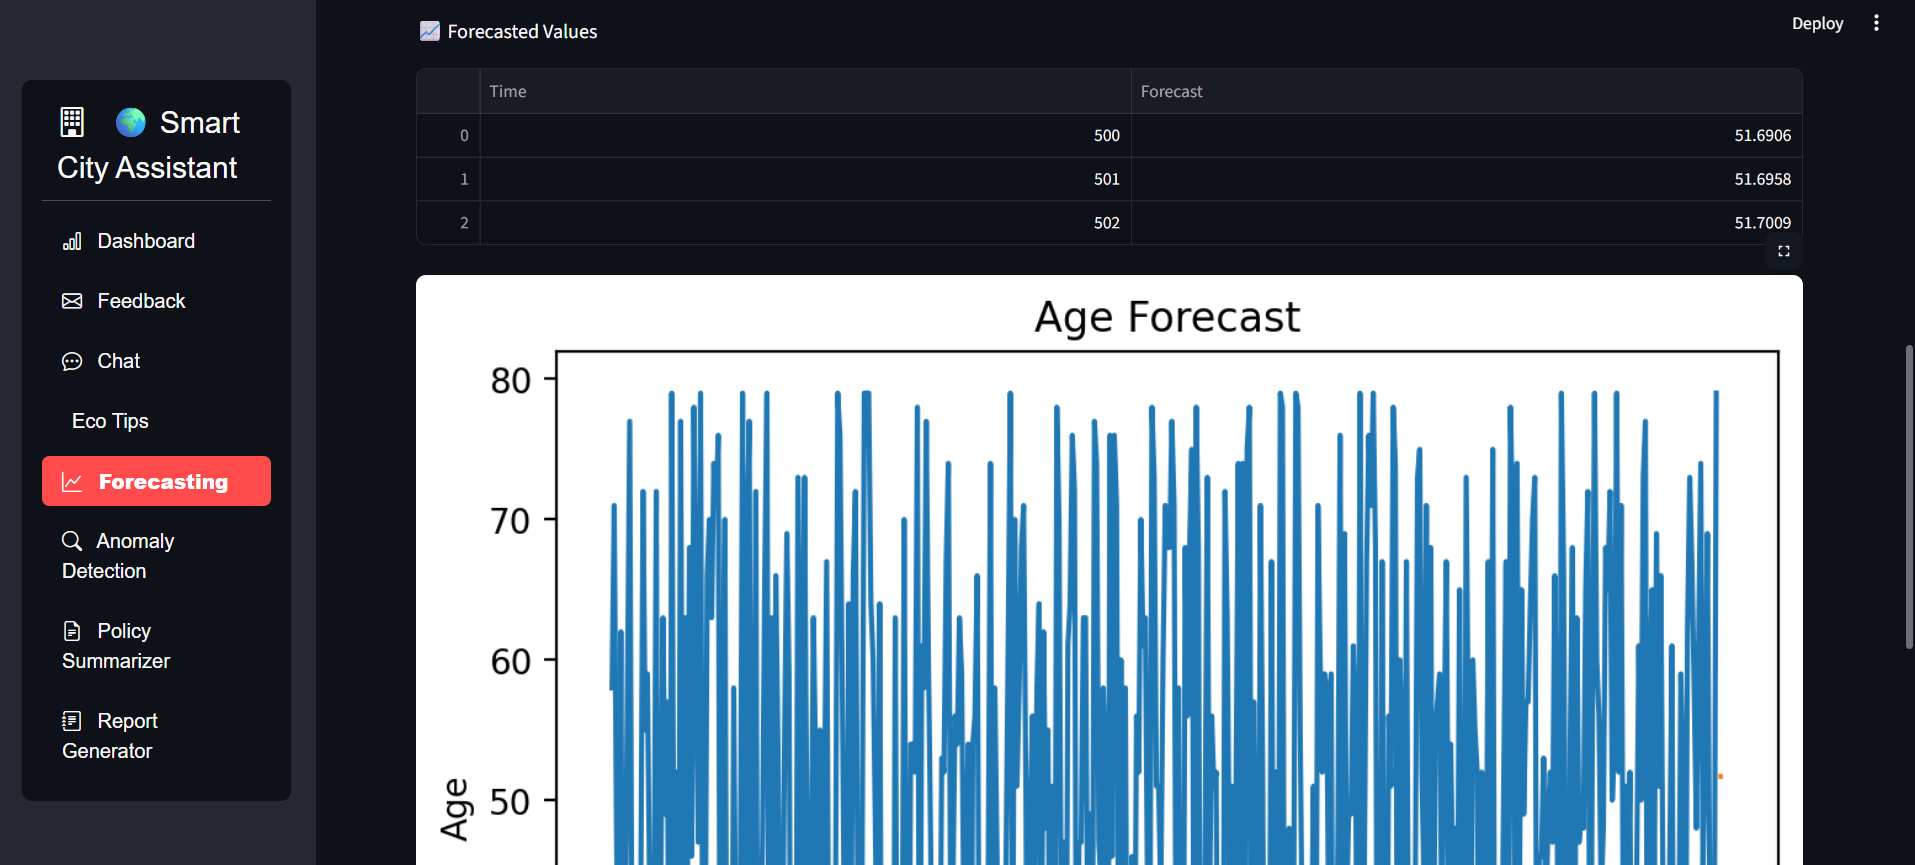 Smart
City Assistant
Dashboard
Feedback
Chat
Eco Tips
Forecasting
Anomaly
Detection
Policy
Summarizer
Report
Generator
Deploy
Forecasted Values
Time Forecast
0 500 51.6906
1 501 51.6958
2 502 51.7009
Age Forecast
80
70
60
50
Age